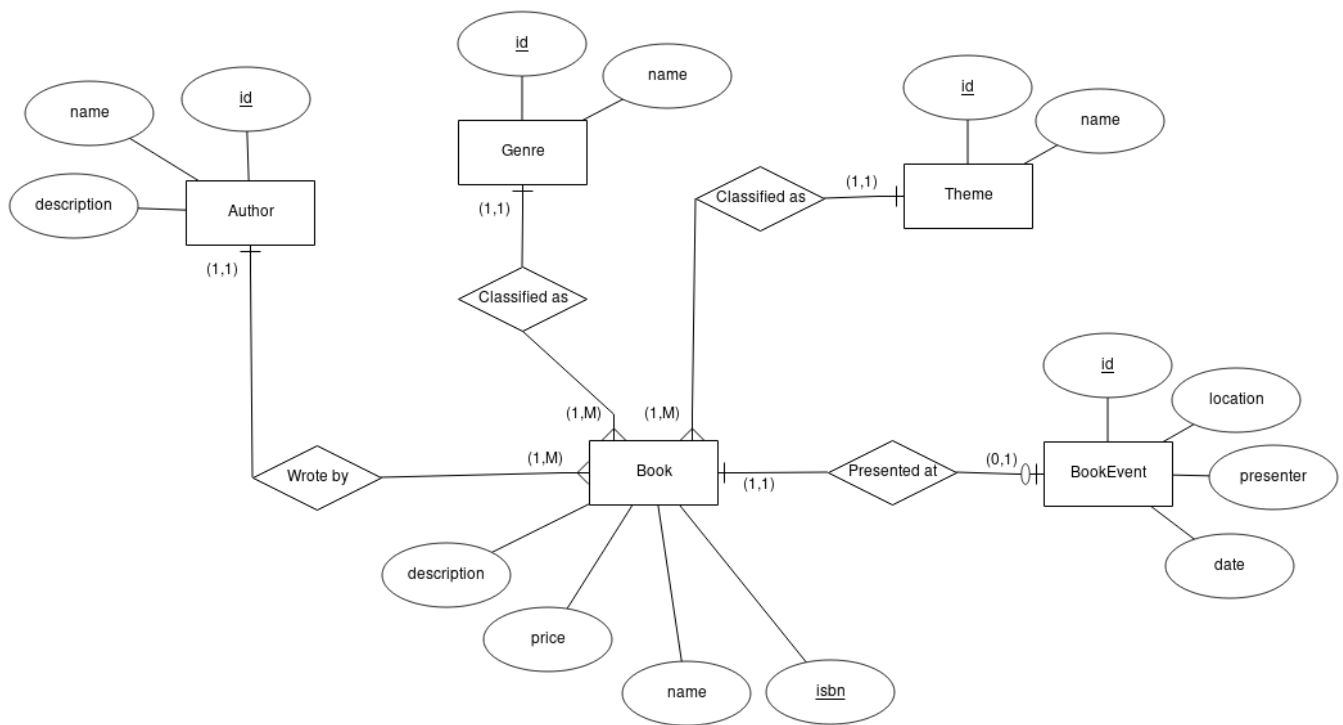 id
name
id
name
id
name
Genre
description
Author
Classified as
(1,1)
Theme
(1,1)
(1,1)
Classified as
id
location
(1,M)
(1,M)
Wrote by
(1,M)
Book
(1,1)
Presented at
(0,1)
BookEvent
presenter
description
date
price
name
isbn